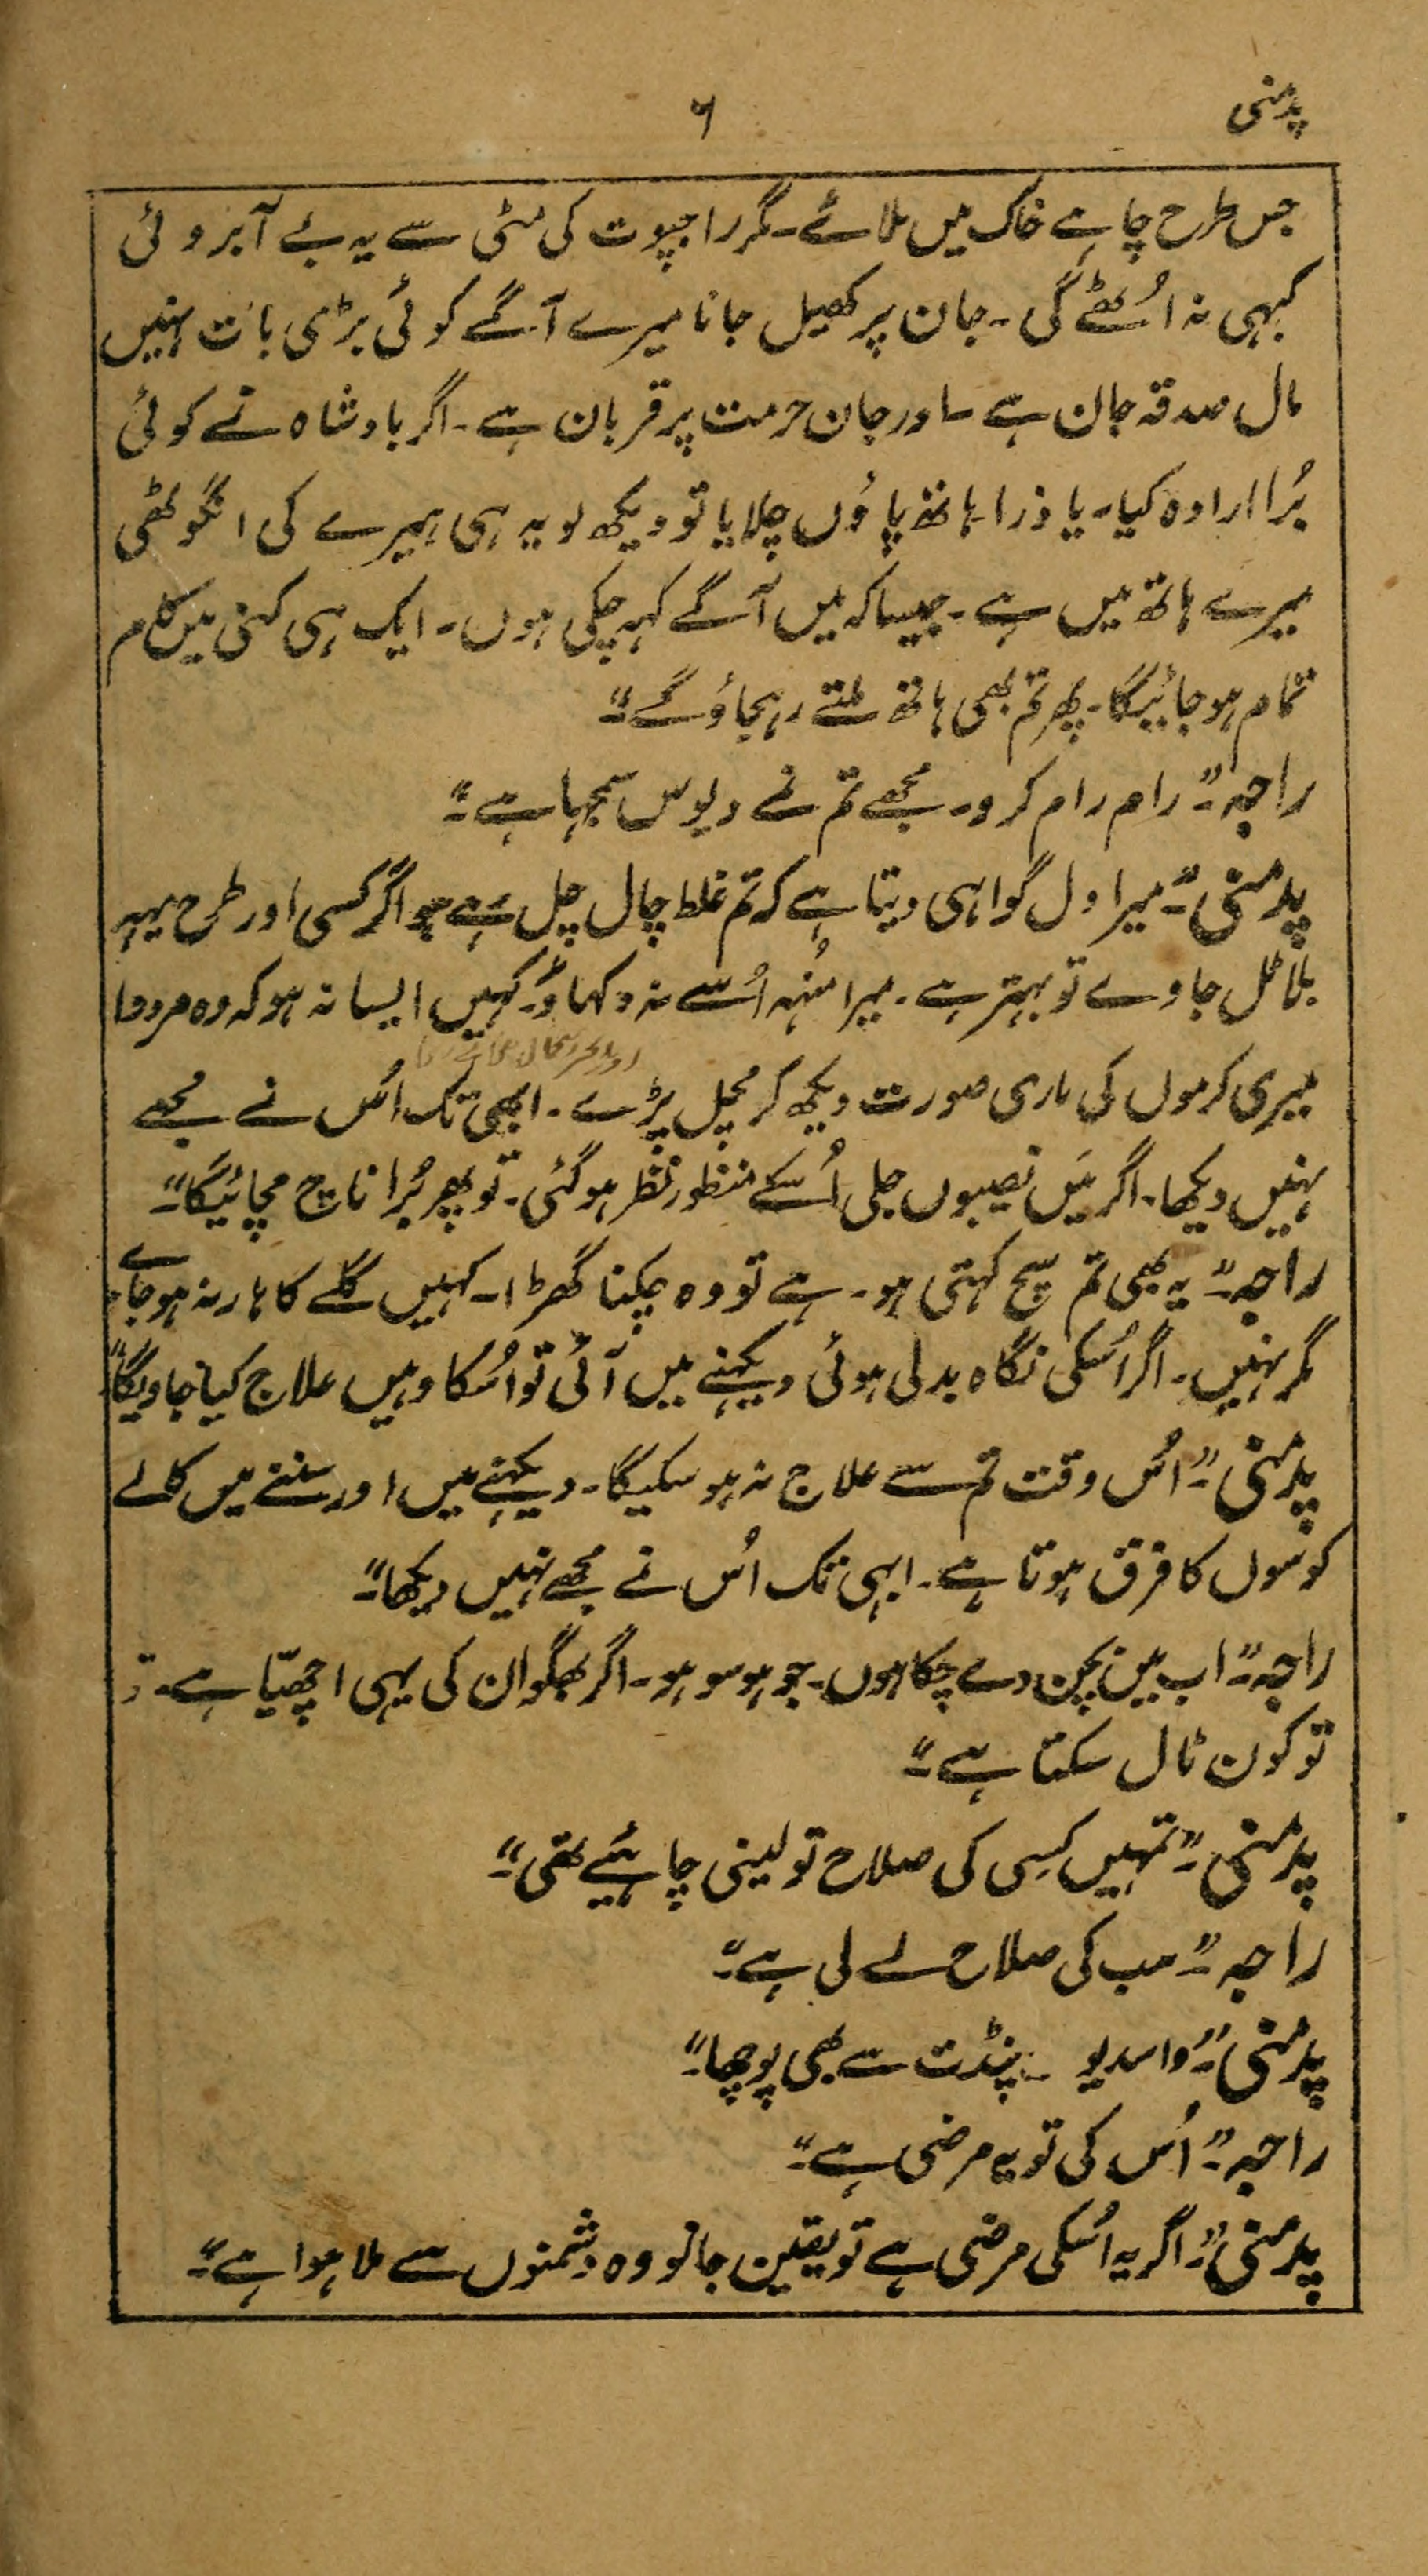 پدمنی
۶
جس طرح چاہے خاک میں ملائے۔ مگر راجپوت کی مٹی سے یہ بے آبروئی
کبہی نہ اُٹھے گی۔ جان پر کھیل جانا میرے آگے کوئی بڑی بات نہیں
مال صدقہ جان ہے۔ اور جان حرمت پر قربان ہے۔ اگر بادشاہ نے کوئی
بُرا ارادہ کیا۔ یا ذرا ہاتھ پاؤں چلایا تو دیکھ لو یہ ہی ہیرے کی انگوٹھی
میرے ہاتھ میں ہے۔ جیسا کہ میں آگے کہہ چکی ہوں۔ ایک ہی کنی میں کام
تمام ہو جائیگا۔ پھر تم بھی ہاتھ ملتے رہجاؤ گے“
راجہ۔” رام رام کرو۔ مجھے تم نے دیوس سمجہا ہے۔“
پدمنی۔” میرا دل گواہی دیتا ہے کہ تم غلط چال چل رہے ہو اگر کسی اور طرح یہہ
بلا ٹل جاوے تو بہتر ہے۔ میرا مُنہہ اُسے نہ دکہاؤ۔ کہیں ایسا نہ ہو کہ وہ مردوا
میری کرموں کی ماری صورت دیکھ کر مچل پڑے۔ ابھی تک اُس نے مجھے
نہیں دیکھا۔ اگر مَیں نصیبوں جلی اُسکے منظور نظر ہو گئی۔ تو پھر بُرا ناچ مچائیگا۔“
راجہ۔” یہ بھی تم سچ کہتی ہو۔ ہے تو وہ چکنا گھڑا۔ کہیں گلے کا ہار نہ ہو جاے
مگر نہیں۔ اگر اُسکی نگاہ بدلی ہوئی دیکہنے میں آئی تو اُسکا وہیں علاج کیا جاویگا“
پدمنی۔” اُس وقت تم سے علاج نہ ہو سکیگا۔ دیکہنے میں اور سننے میں کالے
کوسوں کا فرق ہوتا ہے۔ ابہی تک اُس نے مجھے نہیں دیکھا۔“
راجہ۔” اب میں بچن دے چکا ہوں۔ جو ہو سو ہو۔ اگر بھگوان کی یہی اچھیّا ہے۔ تو
تو کون ٹال سکتا ہے۔“
پدمنی۔” تمہیں کسِی کی صلاح تو لینی چاہئیے تھی۔“
راجہ۔” سب کی صلاح لے لی ہے۔“
پدمنی۔” واسدیو ۔ پنڈت سے بھی پوچھا۔“
راجہ۔” اُس کی تو یہ مرضی ہے۔“
پدمنی۔” اگر یہ اُسکی مرضی ہے تو یقین جانو وہ دشمنوں سے ملا ہوا ہے۔“